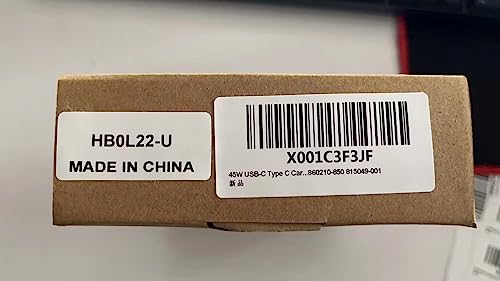 HB0L22-U
MADE IN CHINA
X001C3F3JF
45W USB-C Type C Car...860210-850 815049-001
新品